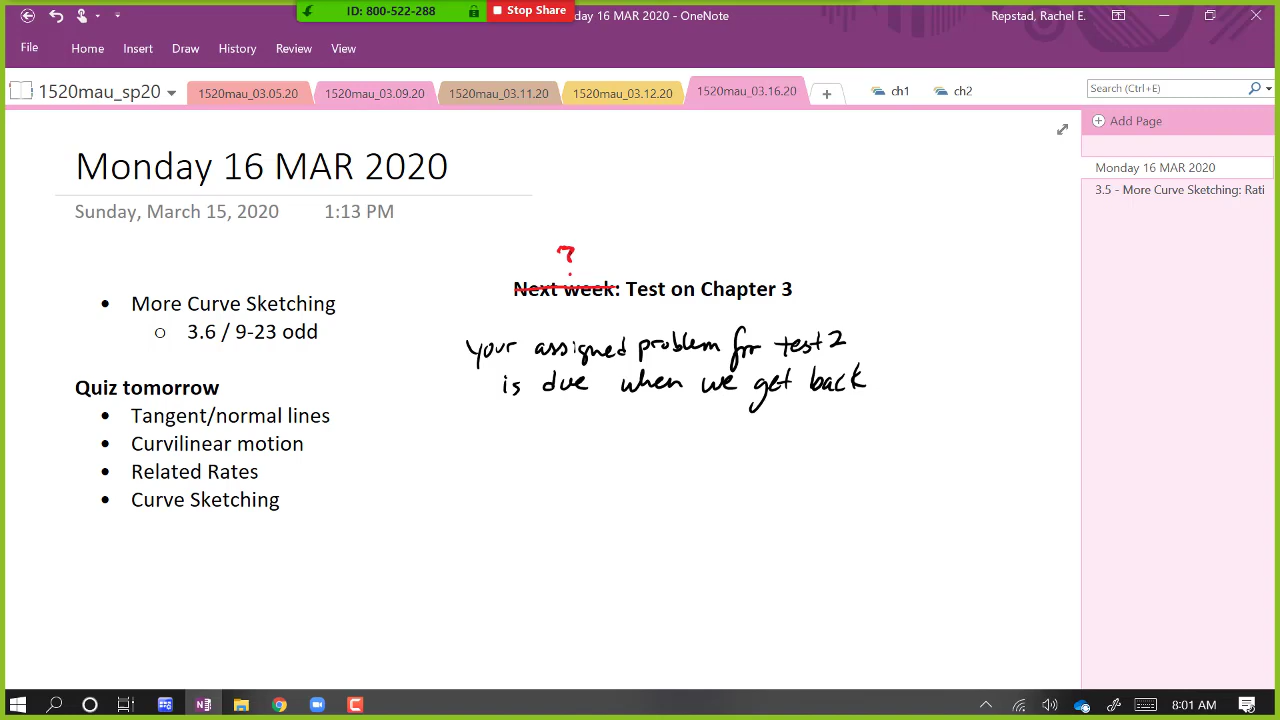 ID: 800-522-288
Stop Share
day 16 MAR 2020 - OneNote
Repstad, Rachel E.
File
Home
Insert
Draw
History
Review
View
1520mau_sp20
1520mau_03.05.20
1520mau_03.09.20
1520mau_03.11.20
1520mau_03.12.20
1520mau_03.16.20
ch1
ch2
Search (Ctrl+E)
Add Page
Monday 16 MAR 2020
3.5 - More Curve Sketching: Rati
Monday 16 MAR 2020
Sunday, March 15, 2020 1:13 PM
• More Curve Sketching
○ 3.6 / 9-23 odd
Quiz tomorrow
• Tangent/normal lines
• Curvilinear motion
• Related Rates
• Curve Sketching
?
Next week: Test on Chapter 3
your assigned problem for test 2
is due when we get back
8:01 AM